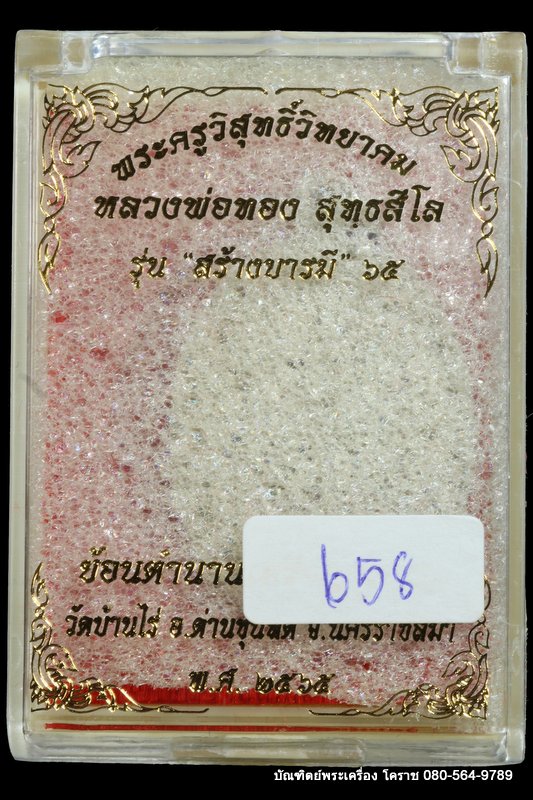 พระครูวิสุทธิ์วิทยาคม
หลวงพ่อทอง สุทฺธสีโล
รุ่น "สร้างบารมี" ๖๕
ย้อนตำนาน
658
วัดบ้านไร่ อ.ด่านขุนทด จ.นครราชสีมา
พ.ศ. ๒๕๖๕
บัณฑิตย์พระเครื่อง โคราช 080-564-9789